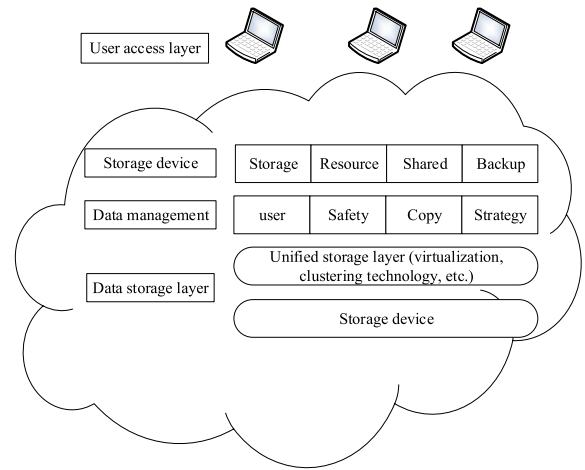 User access layer
Storage device
Storage Resource Shared Backup
Data management
user Safety Copy Strategy
Unified storage layer (virtualization,
clustering technology, etc.)
Data storage layer
Storage device